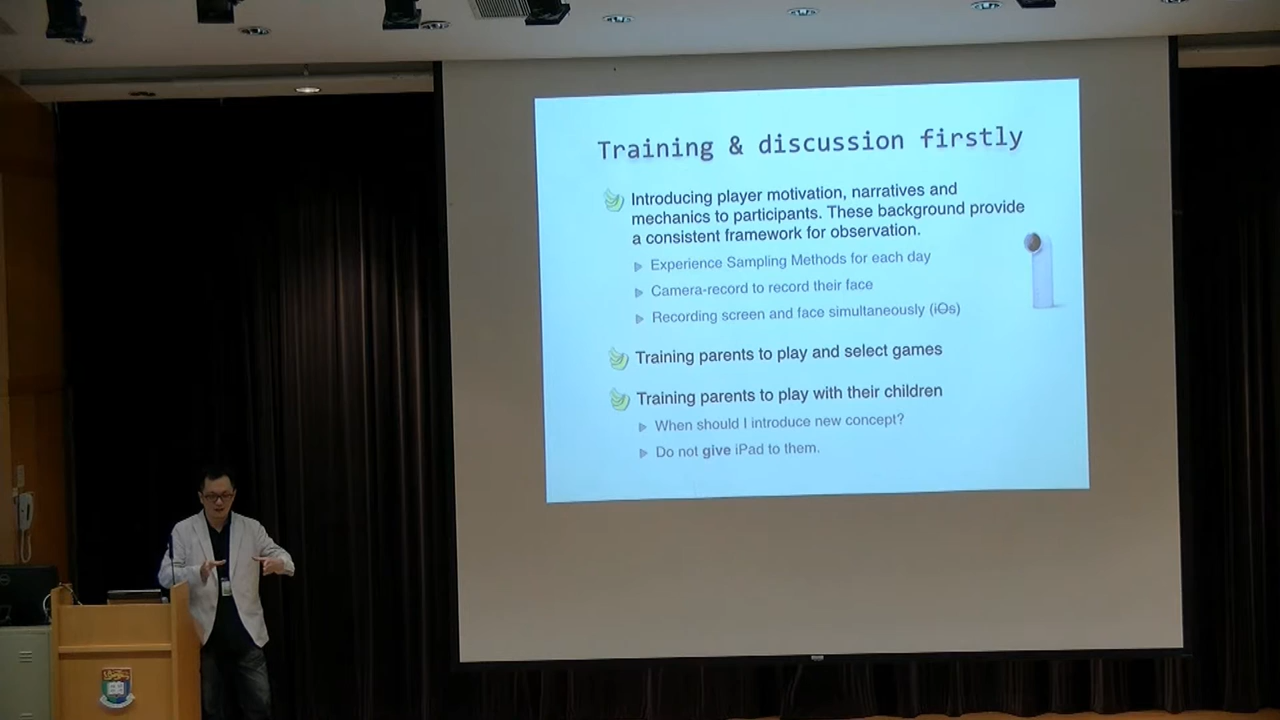 Training & discussion firstly
Introducing player motivation, narratives and
mechanics to participants. These background provide
a consistent framework for observation.
Experience Sampling Methods for each day
Camera-record to record their face
Recording screen and face simultaneously (iOs)
Training parents to play and select games
Training parents to play with their children
When should I introduce new concept?
Do not give iPad to them.